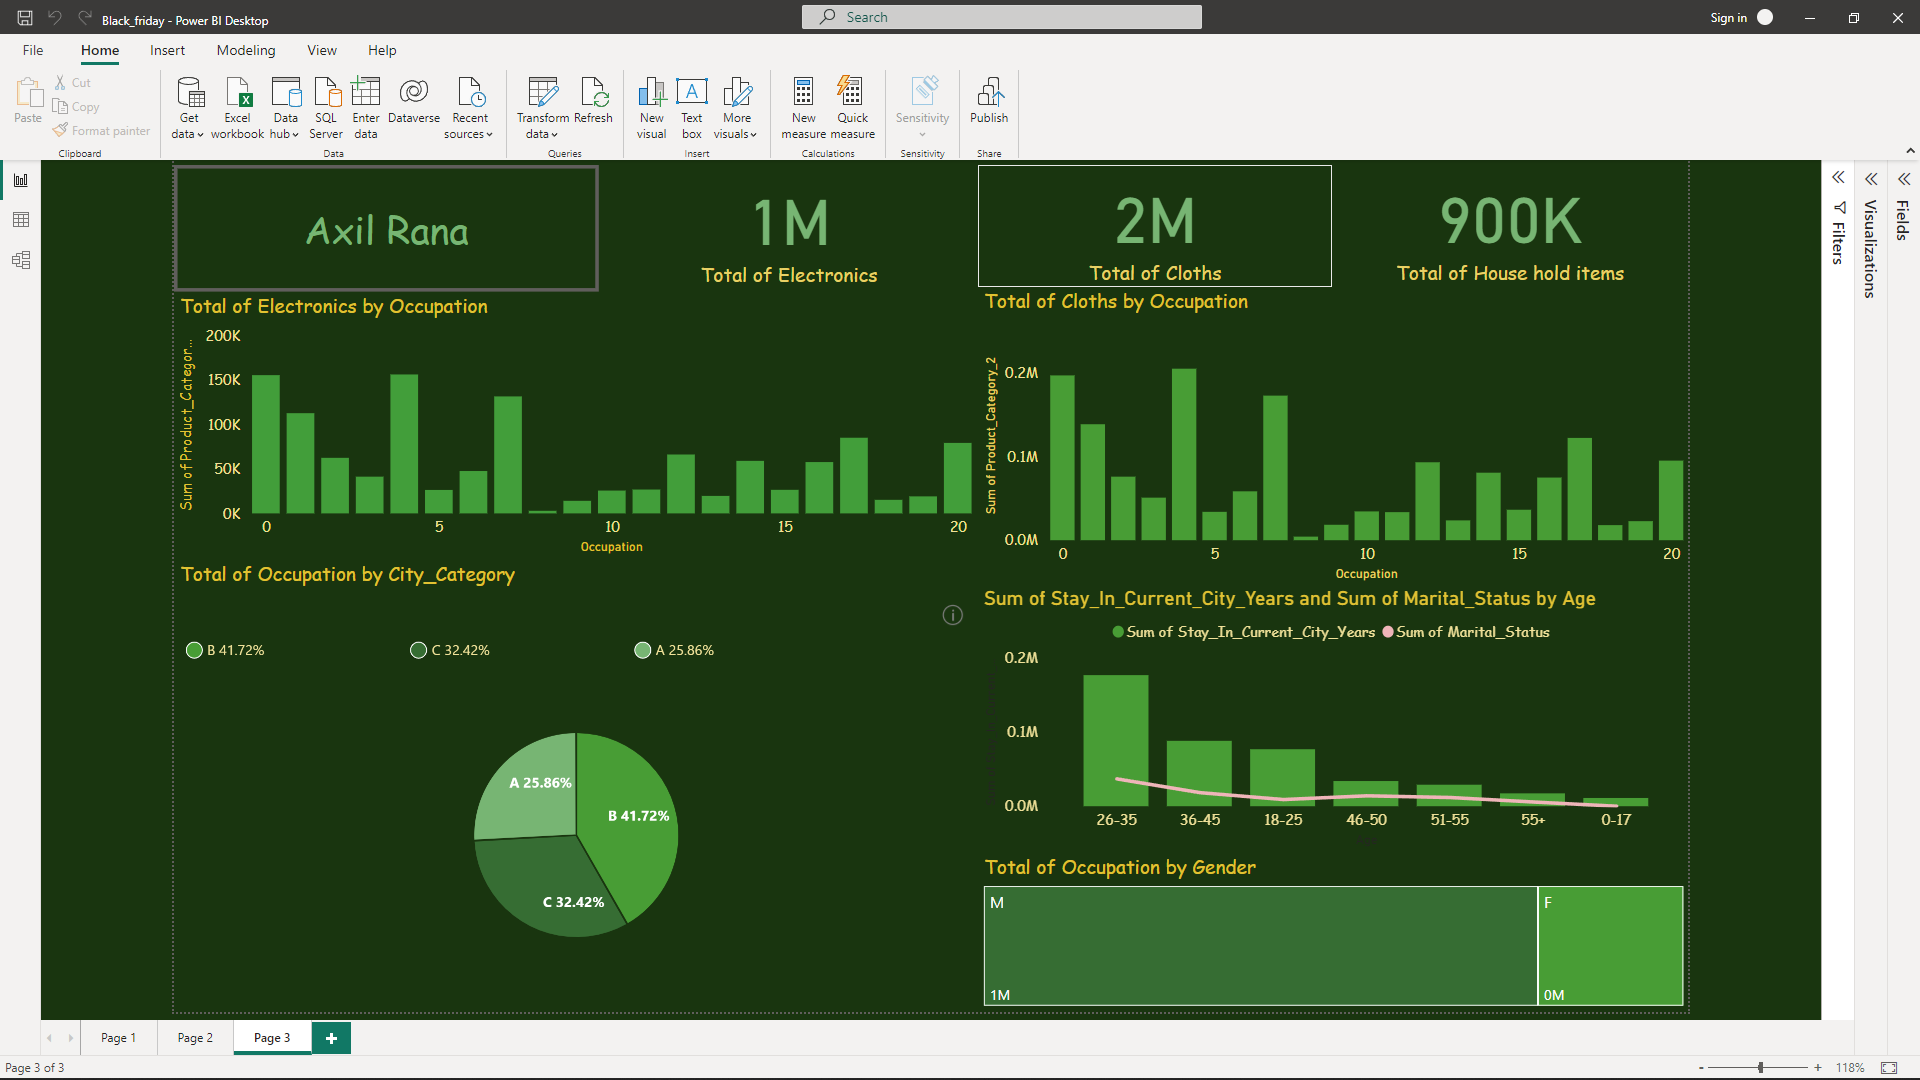 Black_friday - Power BI Desktop
Search
Sign in
File Home Insert Modeling View Help
Paste
Cut
Copy
Format painter
Clipboard
Get data
Excel workbook
Data hub
SQL Server
Enter data
Dataverse
Recent sources
Data
Transform data
Refresh
Queries
New visual
Text box
More visuals
Insert
New measure
Quick measure
Calculations
Sensitivity
Sensitivity
Publish
Share
Axil Rana
1M
Total of Electronics
2M
Total of Cloths
900K
Total of House hold items
Filters
Visualizations
Fields
Total of Electronics by Occupation
Sum of Product_Categor...
200K
150K
100K
50K
0K
0 5 10 15 20
Occupation
Total of Cloths by Occupation
Sum of Product_Category_2
0.2M
0.1M
0.0M
0 5 10 15 20
Occupation
Total of Occupation by City_Category
B 41.72% C 32.42% A 25.86%
A 25.86%
B 41.72%
C 32.42%
Sum of Stay_In_Current_City_Years and Sum of Marital_Status by Age
Sum of Stay_In_Current_City_Years Sum of Marital_Status
0.2M
0.1M
0.0M
26-35 36-45 18-25 46-50 51-55 55+ 0-17
Total of Occupation by Gender
M F
1M 0M
Page 1 Page 2 Page 3 +
Page 3 of 3
- + 118%